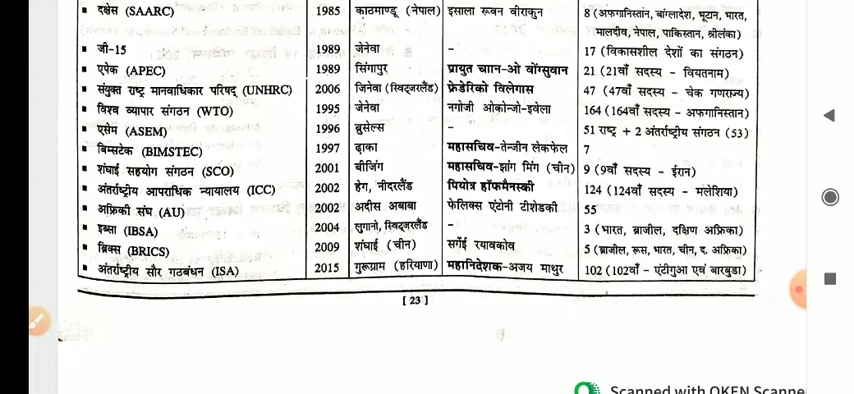 ▪ दक्षेस (SAARC) 1985 काठमाण्डू (नेपाल) इसाला रूवन वीराकुन 8 (अफगानिस्तान, बांग्लादेश, भूटान, भारत,
मालदीव, नेपाल, पाकिस्तान, श्रीलंका)
▪ जी-15 1989 जेनेवा - 17 (विकासशील देशों का संगठन)
▪ एपेक (APEC) 1989 सिंगापुर प्रायुत चाान-ओ वोंग्सुवान 21 (21वाँ सदस्य - वियतनाम)
▪ संयुक्त राष्ट्र मानवाधिकार परिषद् (UNHRC) 2006 जिनेवा (स्विट्जरलैंड) फ्रेडेरिको विलेगास 47 (47वाँ सदस्य - चेक गणराज्य)
▪ विश्व व्यापार संगठन (WTO) 1995 जेनेवा नगोजी ओकोन्जो-इवेला 164 (164वाँ सदस्य - अफगानिस्तान)
▪ एसेम (ASEM) 1996 ब्रुसेल्स - 51 राष्ट्र + 2 अंतर्राष्ट्रीय संगठन (53)
▪ बिम्सटेक (BIMSTEC) 1997 ढ़ाका महासचिव-तेन्जीन लेकफेल 7
▪ शंघाई सहयोग संगठन (SCO) 2001 बीजिंग महासचिव-झांग मिंग (चीन) 9 (9वाँ सदस्य - ईरान)
▪ अंतर्राष्ट्रीय आपराधिक न्यायालय (ICC) 2002 हेग, नीदरलैंड पियोत्र हॉफमैनस्की 124 (124वाँ सदस्य - मलेशिया)
▪ अफ्रिकी संघ (AU) 2002 अदीस अबाबा फेलिक्स एंटोनी टीशेडकी 55
▪ इब्सा (IBSA) 2004 लुगानो, स्विट्जरलैंड - 3 (भारत, ब्राजील, दक्षिण अफ्रिका)
▪ ब्रिक्स (BRICS) 2009 शंघाई (चीन) सर्गेई रयावकोव 5 (ब्राजील, रूस, भारत, चीन, द. अफ्रिका)
▪ अंतर्राष्ट्रीय सौर गठबंधन (ISA) 2015 गुरूग्राम (हरियाणा) महानिदेशक-अजय माथुर 102 (102वाँ - एंटीगुआ एवं बारबुडा)
[ 23 ]
Scanned with OKEN Scanne